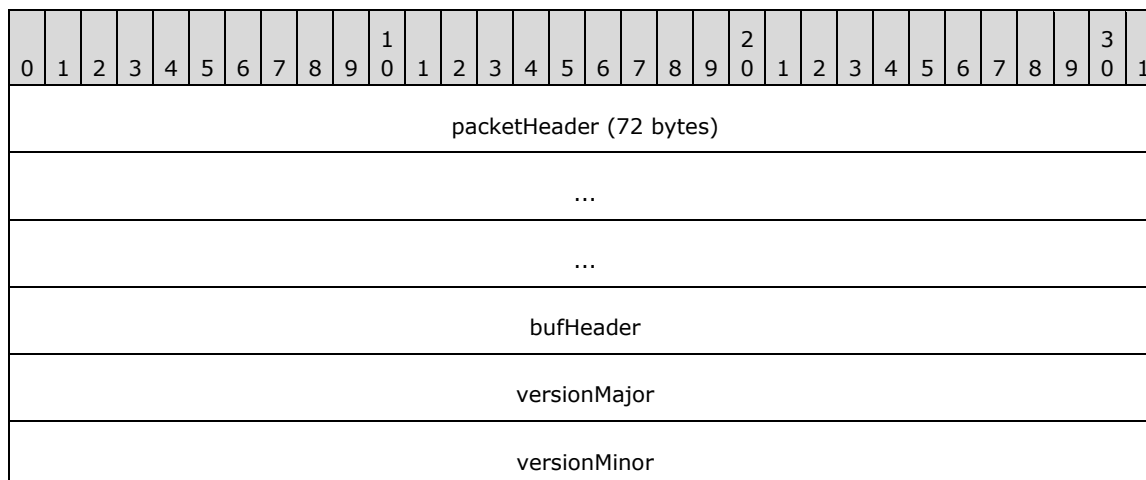 0 1 2 3 4 5 6 7 8 9 1 0 1 2 3 4 5 6 7 8 9 2 0 1 2 3 4 5 6 7 8 9 3 0 1
packetHeader (72 bytes)
...
...
bufHeader
versionMajor
versionMinor